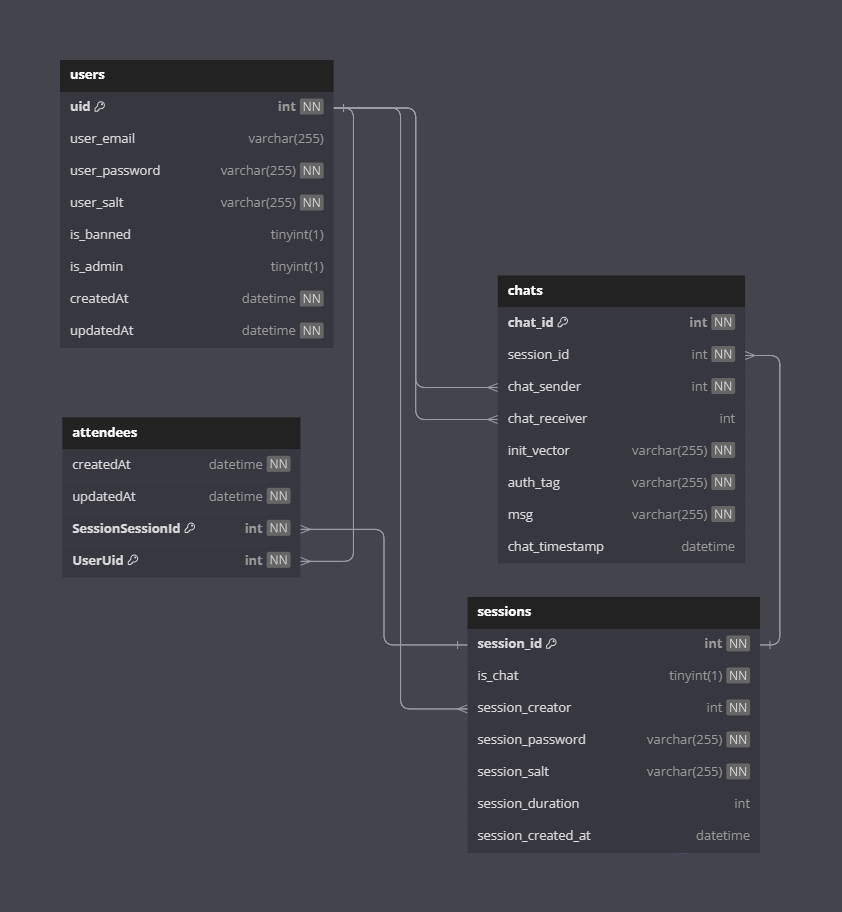 users
uid int NN
user_email varchar(255)
user_password varchar(255) NN
user_salt varchar(255) NN
is_banned tinyint(1)
is_admin tinyint(1)
createdAt datetime NN
updatedAt datetime NN
chats
chat_id int NN
session_id int NN
chat_sender int NN
chat_receiver int
init_vector varchar(255) NN
auth_tag varchar(255) NN
msg varchar(255) NN
chat_timestamp datetime
attendees
createdAt datetime NN
updatedAt datetime NN
SessionSessionId int NN
UserUid int NN
sessions
session_id int NN
is_chat tinyint(1) NN
session_creator int NN
session_password varchar(255) NN
session_salt varchar(255) NN
session_duration int
session_created_at datetime